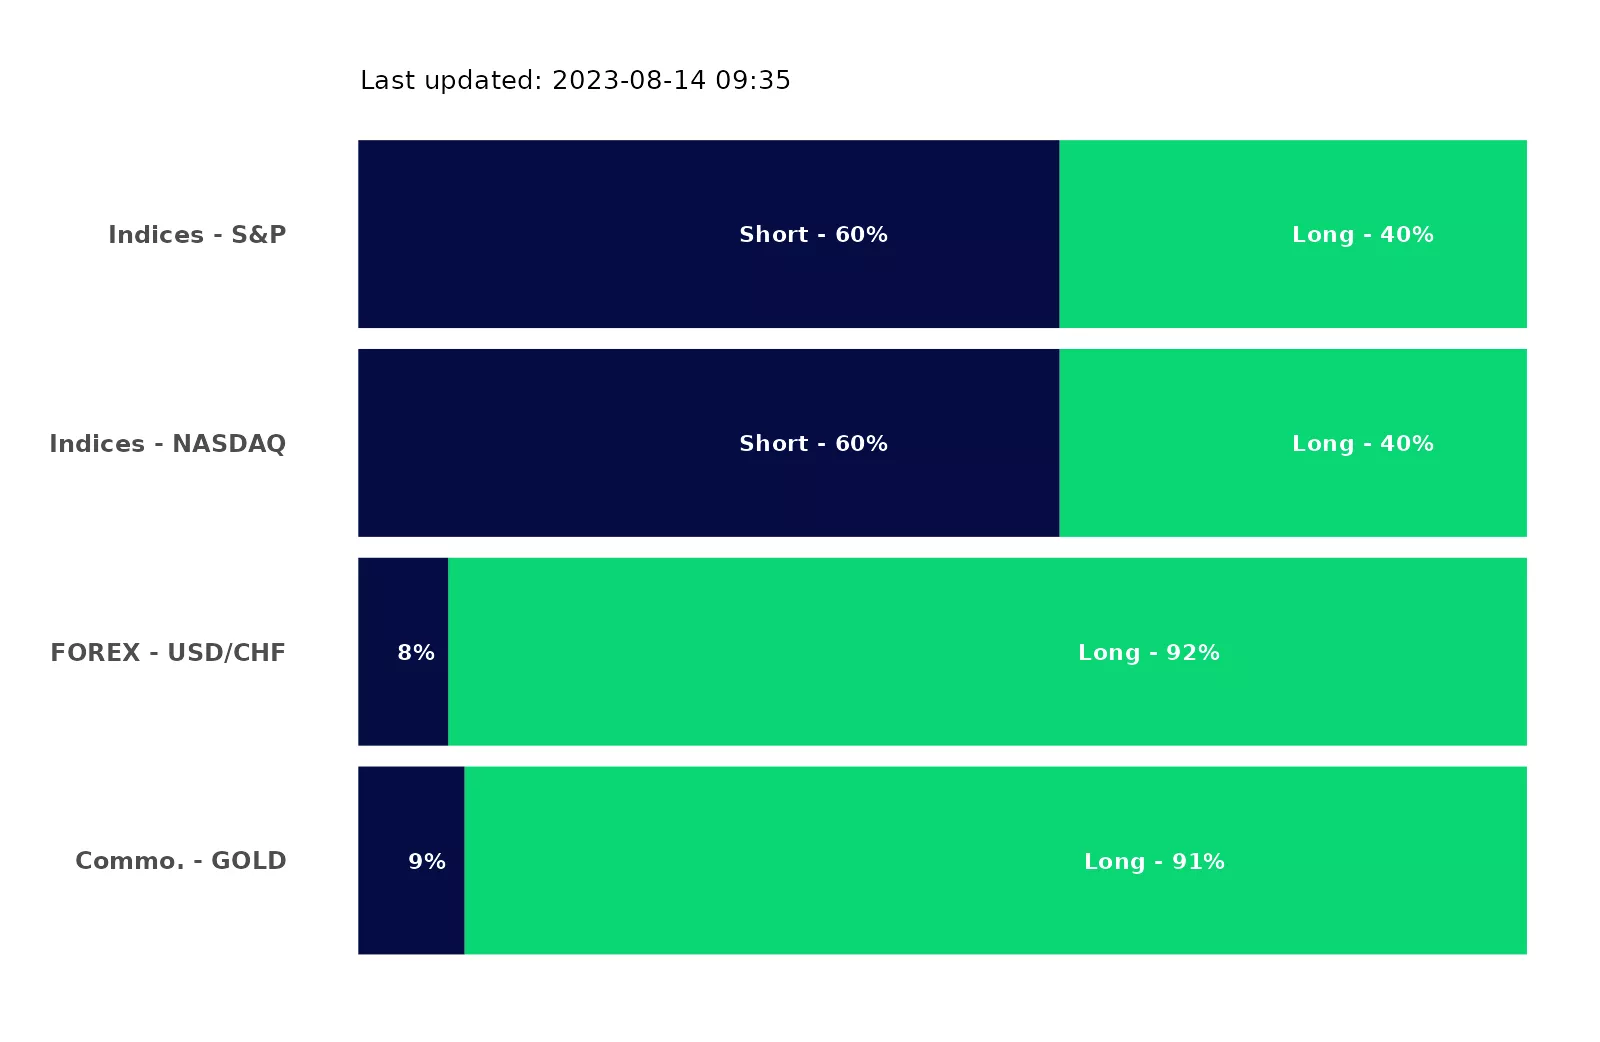 Last updated: 2023-08-14 09:35
Indices - S&P
Short - 60%
Long - 40%
Indices - NASDAQ
Short - 60%
Long - 40%
FOREX - USD/CHF
8%
Long - 92%
Commo. - GOLD
9%
Long - 91%